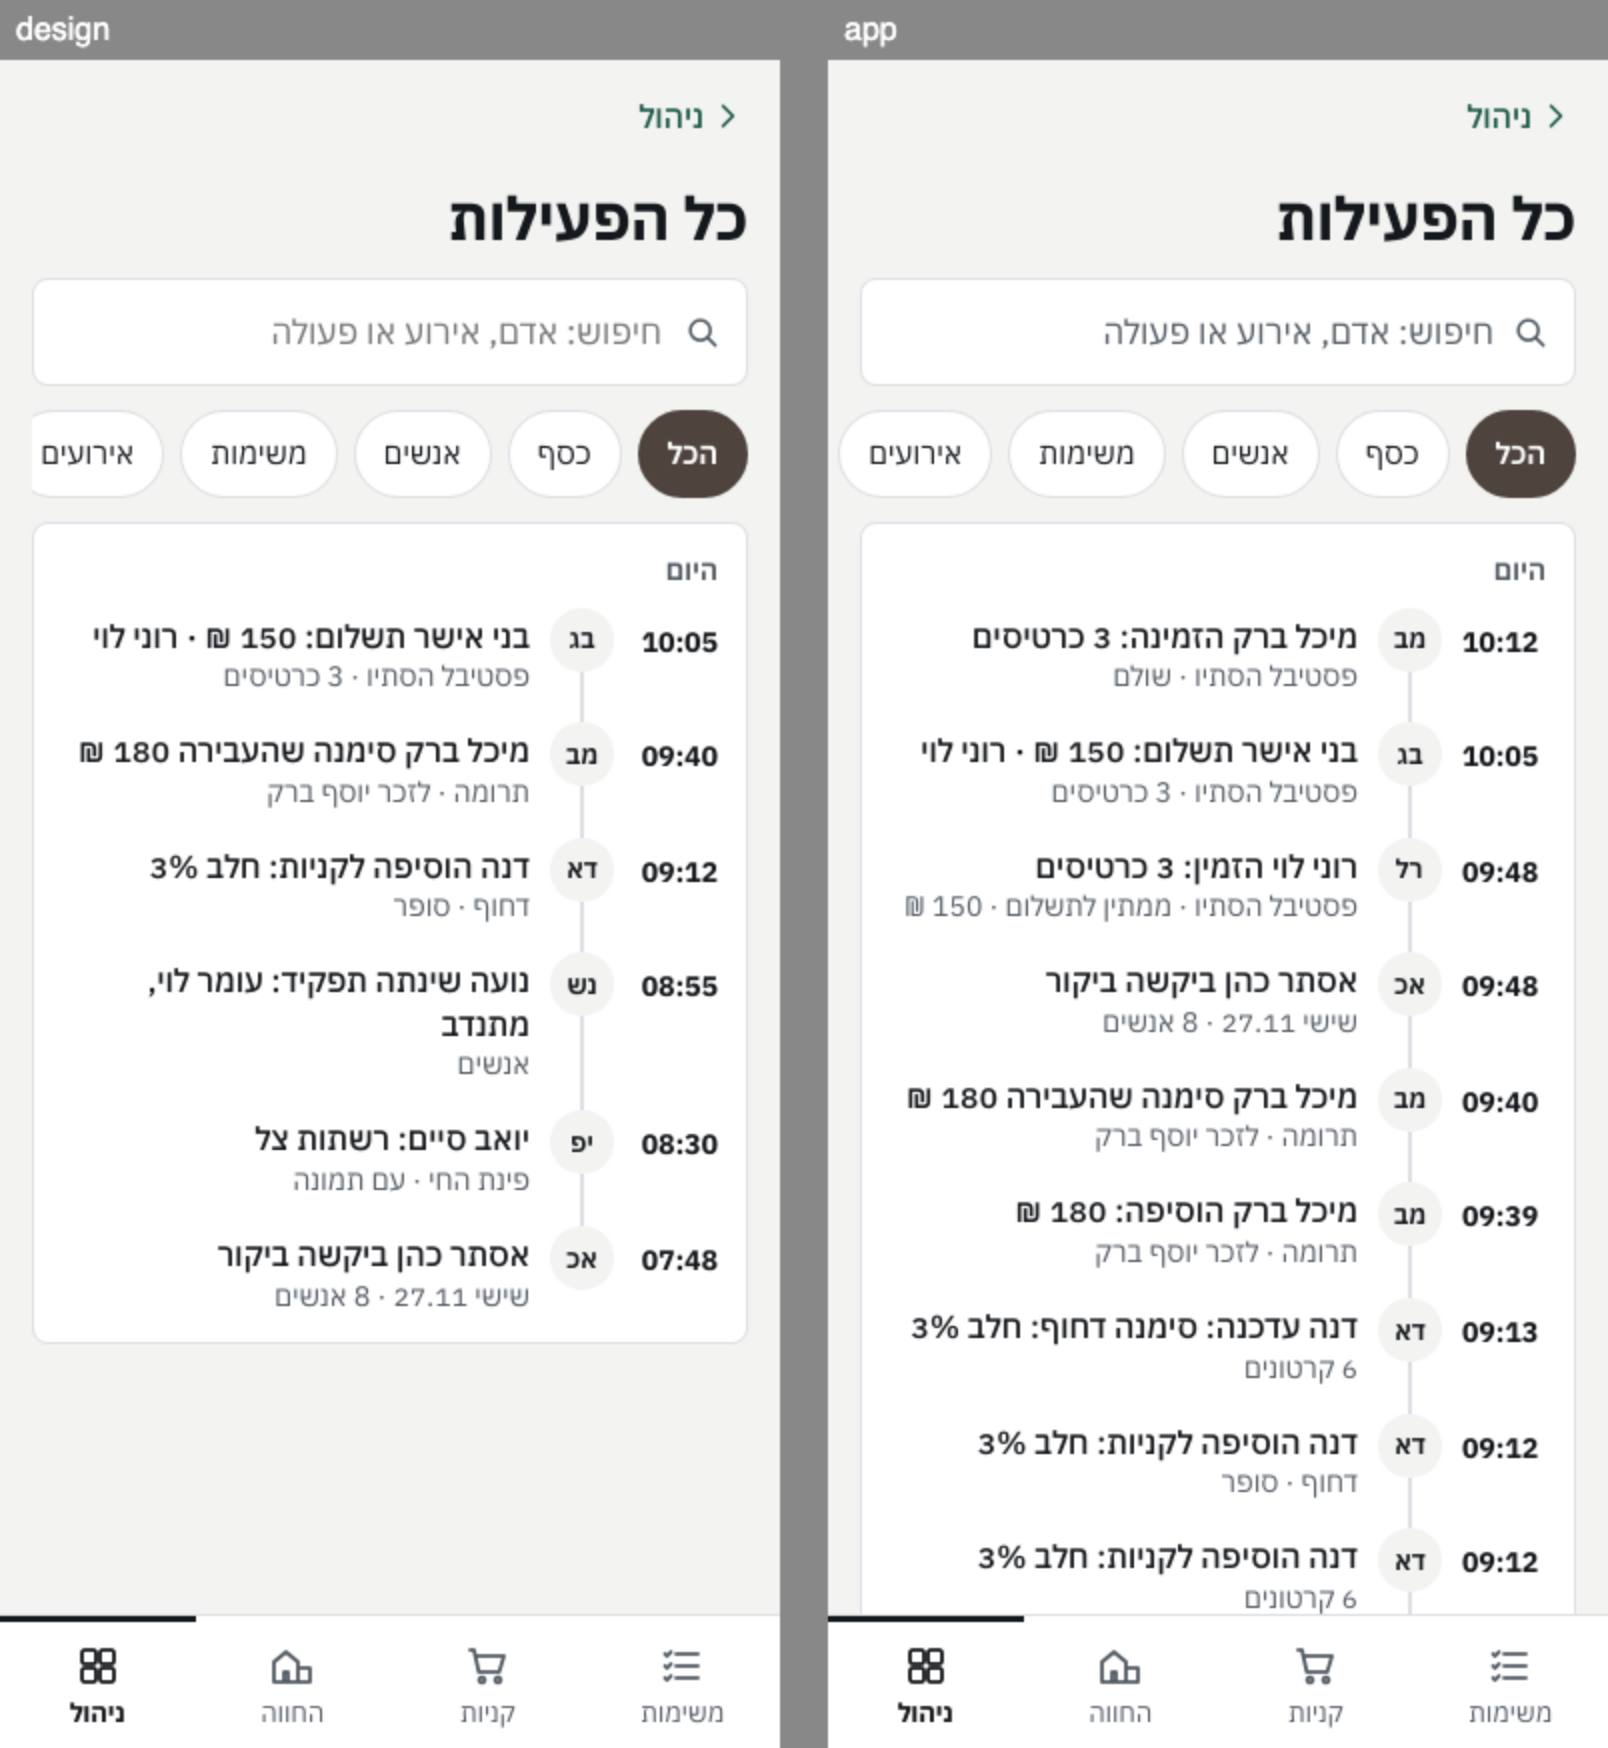 design
ניהול
כל הפעילות
חיפוש: אדם, אירוע או פעולה
הכל
כסף
אנשים
משימות
אירועים
היום
10:05
בג
בני אישר תשלום: 150 ₪ · רוני לוי
פסטיבל הסתיו · 3 כרטיסים
09:40
מב
מיכל ברק סימנה שהעבירה 180 ₪
תרומה · לזכר יוסף ברק
09:12
דא
דנה הוסיפה לקניות: חלב 3%
דחוף · סופר
08:55
נש
נועה שינתה תפקיד: עומר לוי,
מתנדב
אנשים
08:30
יפ
יואב סיים: רשתות צל
פינת החי · עם תמונה
07:48
אכ
אסתר כהן ביקשה ביקור
שישי 27.11 · 8 אנשים
משימות
קניות
החווה
ניהול
app
ניהול
כל הפעילות
חיפוש: אדם, אירוע או פעולה
הכל
כסף
אנשים
משימות
אירועים
היום
10:12
מב
מיכל ברק הזמינה: 3 כרטיסים
פסטיבל הסתיו · שולם
10:05
בג
בני אישר תשלום: 150 ₪ · רוני לוי
פסטיבל הסתיו · 3 כרטיסים
09:48
רל
רוני לוי הזמין: 3 כרטיסים
פסטיבל הסתיו · ממתין לתשלום · 150 ₪
09:48
אכ
אסתר כהן ביקשה ביקור
שישי 27.11 · 8 אנשים
09:40
מב
מיכל ברק סימנה שהעבירה 180 ₪
תרומה · לזכר יוסף ברק
09:39
מב
מיכל ברק הוסיפה: 180 ₪
תרומה · לזכר יוסף ברק
09:13
דא
דנה עדכנה: סימנה דחוף: חלב 3%
6 קרטונים
09:12
דא
דנה הוסיפה לקניות: חלב 3%
דחוף · סופר
09:12
דא
דנה הוסיפה לקניות: חלב 3%
6 קרטונים
משימות
קניות
החווה
ניהול